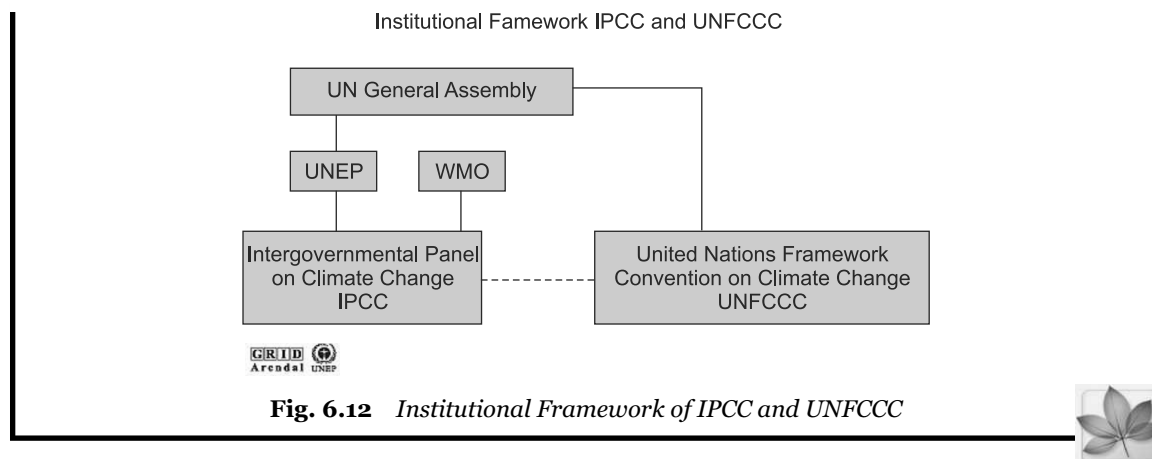 Institutional Famework IPCC and UNFCCC
UN General Assembly
UNEP
WMO
Intergovernmental Panel
on Climate Change
IPCC
United Nations Framework
Convention on Climate Change
UNFCCC
GRID
Arendal UNEP
Fig. 6.12 Institutional Framework of IPCC and UNFCCC